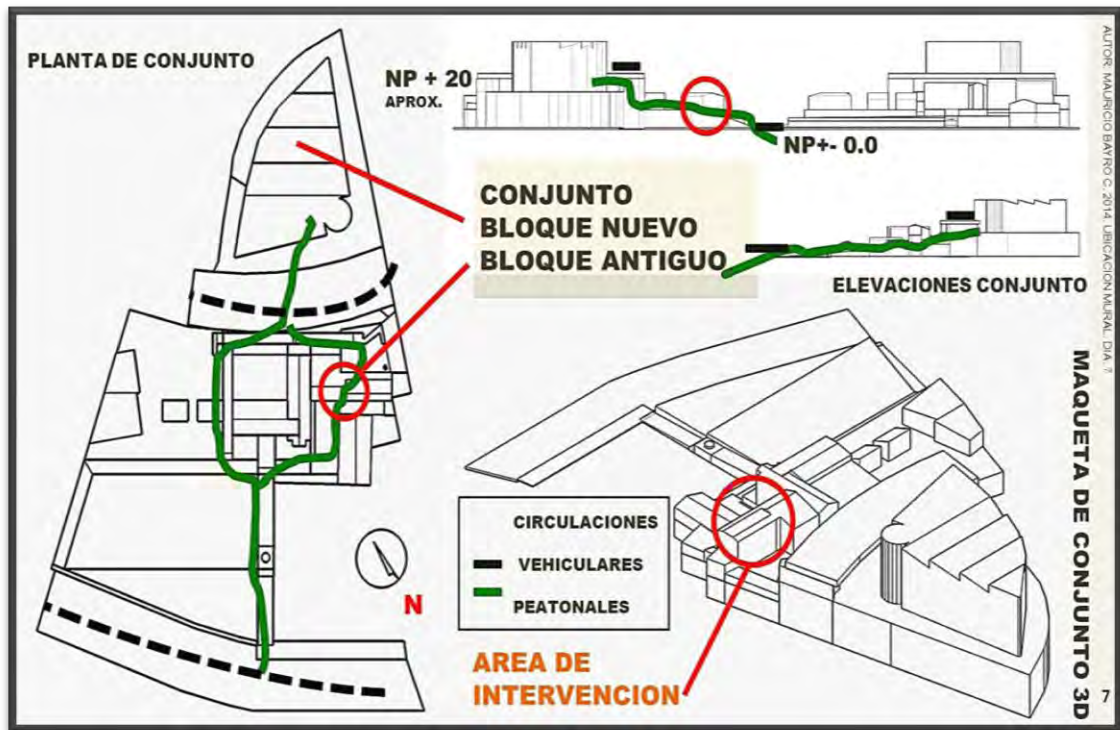 PLANTA DE CONJUNTO
NP + 20
APROX.
NP+- 0.0
CONJUNTO
BLOQUE NUEVO
BLOQUE ANTIGUO
ELEVACIONES CONJUNTO
N
CIRCULACIONES
VEHICULARES
PEATONALES
AREA DE
INTERVENCION
AUTOR: MAURICIO BAYRO C. 2014. UBICACION MURAL. DIA. 7
MAQUETA DE CONJUNTO 3D
7